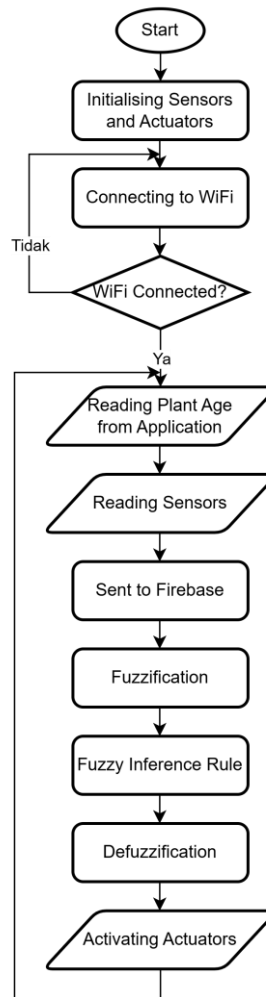 Start
Initialising Sensors
and Actuators
Connecting to WiFi
Tidak
WiFi Connected?
Ya
Reading Plant Age
from Application
Reading Sensors
Sent to Firebase
Fuzzification
Fuzzy Inference Rule
Defuzzification
Activating Actuators